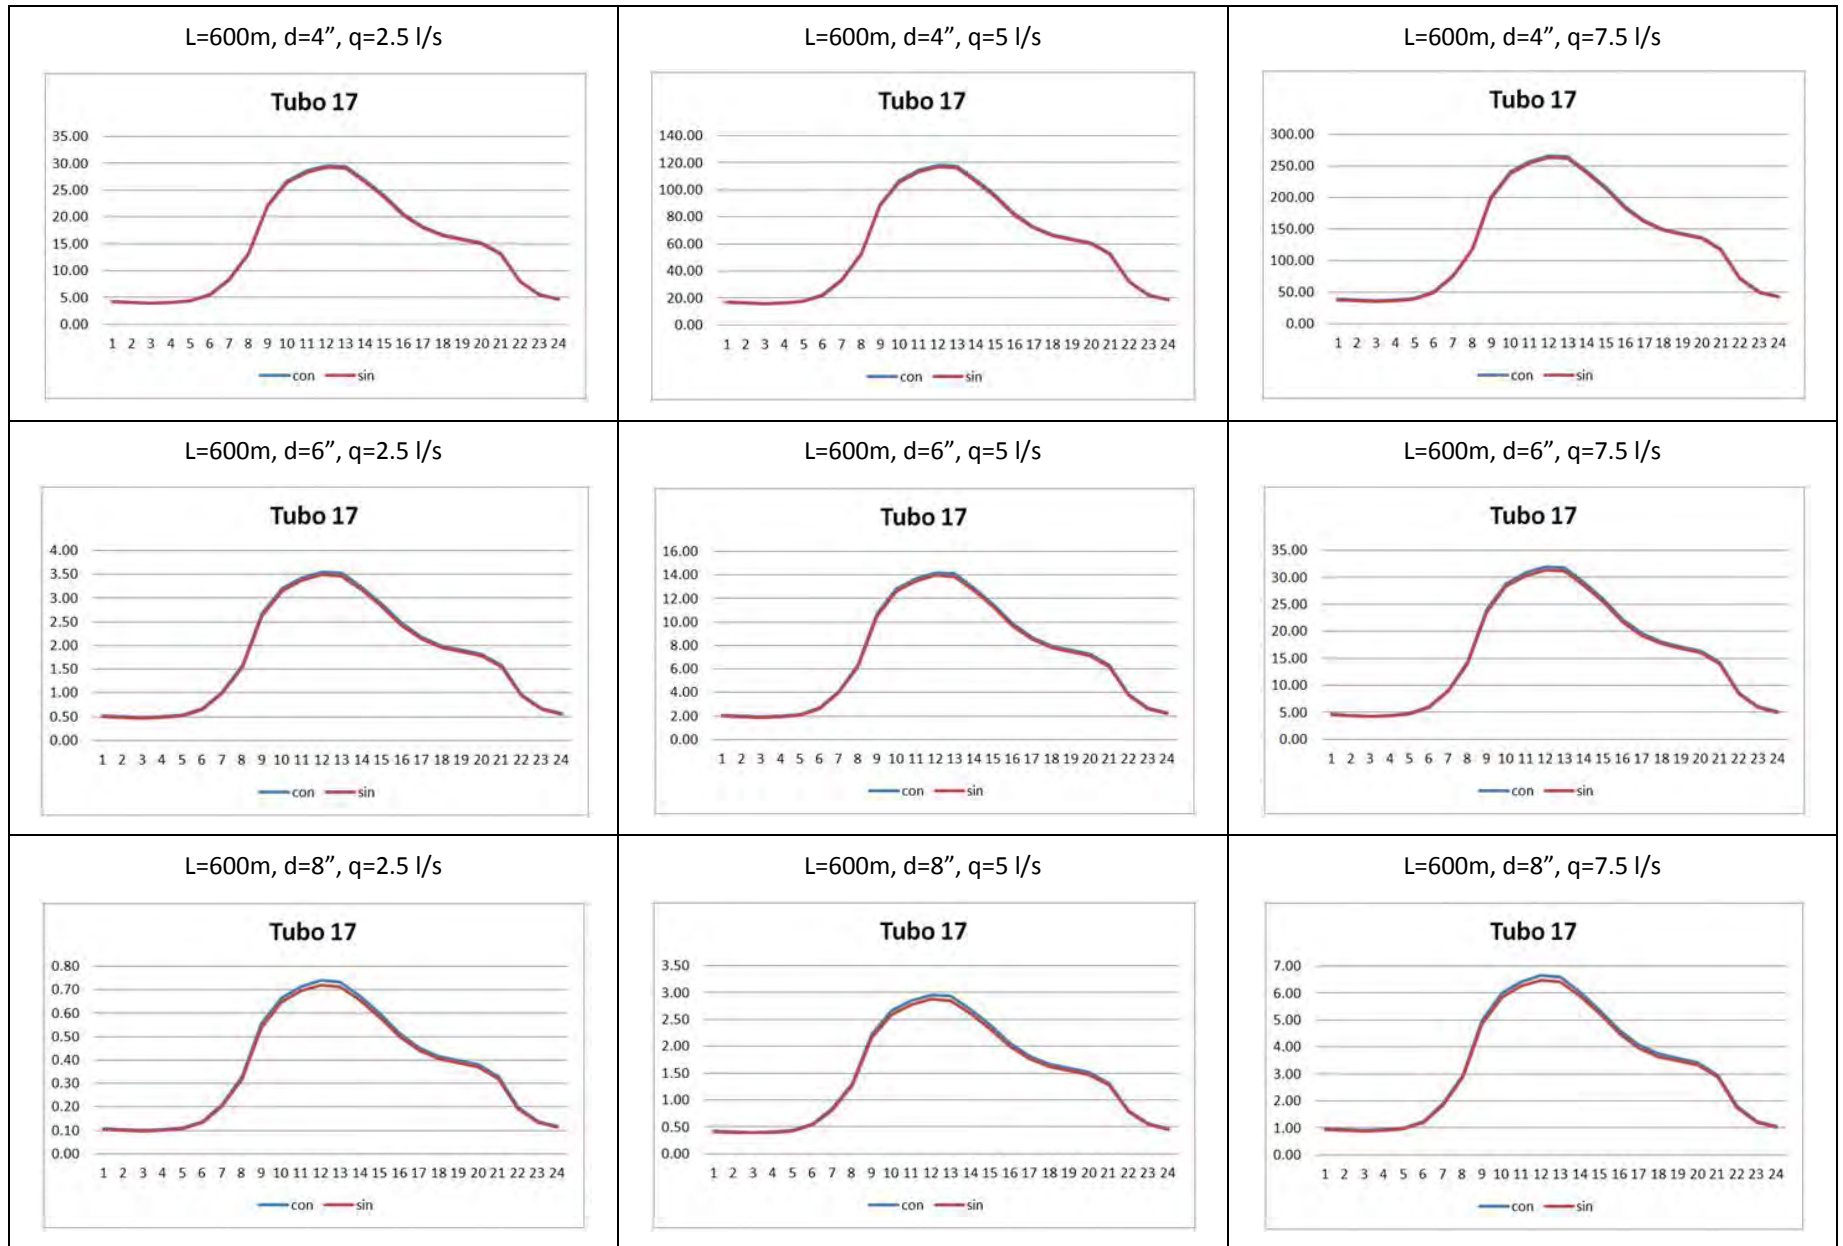 L=600m, d=4”, q=2.5 l/s
Tubo 17
35.00
30.00
25.00
20.00
15.00
10.00
5.00
0.00
1 2 3 4 5 6 7 8 9 10 11 12 13 14 15 16 17 18 19 20 21 22 23 24
con sin
L=600m, d=4”, q=5 l/s
Tubo 17
140.00
120.00
100.00
80.00
60.00
40.00
20.00
0.00
1 2 3 4 5 6 7 8 9 10 11 12 13 14 15 16 17 18 19 20 21 22 23 24
con sin
L=600m, d=4”, q=7.5 l/s
Tubo 17
300.00
250.00
200.00
150.00
100.00
50.00
0.00
1 2 3 4 5 6 7 8 9 10 11 12 13 14 15 16 17 18 19 20 21 22 23 24
con sin
L=600m, d=6”, q=2.5 l/s
Tubo 17
4.00
3.50
3.00
2.50
2.00
1.50
1.00
0.50
0.00
1 2 3 4 5 6 7 8 9 10 11 12 13 14 15 16 17 18 19 20 21 22 23 24
con sin
L=600m, d=6”, q=5 l/s
Tubo 17
16.00
14.00
12.00
10.00
8.00
6.00
4.00
2.00
0.00
1 2 3 4 5 6 7 8 9 10 11 12 13 14 15 16 17 18 19 20 21 22 23 24
con sin
L=600m, d=6”, q=7.5 l/s
Tubo 17
35.00
30.00
25.00
20.00
15.00
10.00
5.00
0.00
1 2 3 4 5 6 7 8 9 10 11 12 13 14 15 16 17 18 19 20 21 22 23 24
con sin
L=600m, d=8”, q=2.5 l/s
Tubo 17
0.80
0.70
0.60
0.50
0.40
0.30
0.20
0.10
0.00
1 2 3 4 5 6 7 8 9 10 11 12 13 14 15 16 17 18 19 20 21 22 23 24
con sin
L=600m, d=8”, q=5 l/s
Tubo 17
3.50
3.00
2.50
2.00
1.50
1.00
0.50
0.00
1 2 3 4 5 6 7 8 9 10 11 12 13 14 15 16 17 18 19 20 21 22 23 24
con sin
L=600m, d=8”, q=7.5 l/s
Tubo 17
7.00
6.00
5.00
4.00
3.00
2.00
1.00
0.00
1 2 3 4 5 6 7 8 9 10 11 12 13 14 15 16 17 18 19 20 21 22 23 24
con sin